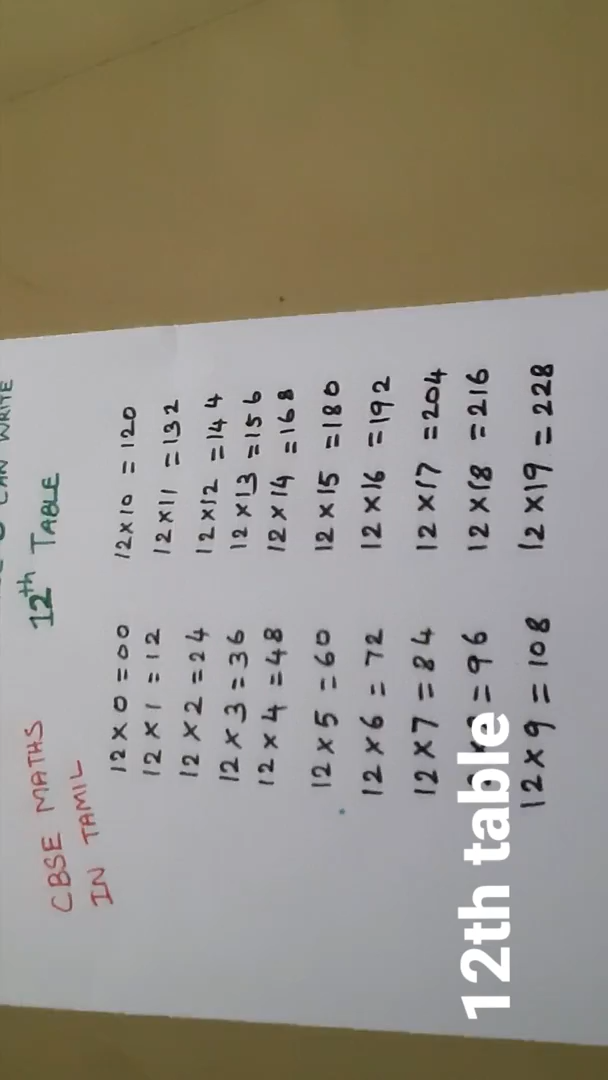 CAN WRITE
CBSE MATHS
IN TAMIL
12th TABLE
12 x 0 = 00
12 x 1 = 12
12 x 2 = 24
12 x 3 = 36
12 x 4 = 48
12 x 5 = 60
12 x 6 = 72
12 x 7 = 84
= 96
12 x 9 = 108
12 x 10 = 120
12 x 11 = 132
12 x 12 = 144
12 x 13 = 156
12 x 14 = 168
12 x 15 = 180
12 x 16 = 192
12 x 17 = 204
12 x 18 = 216
12 x 19 = 228
12th table